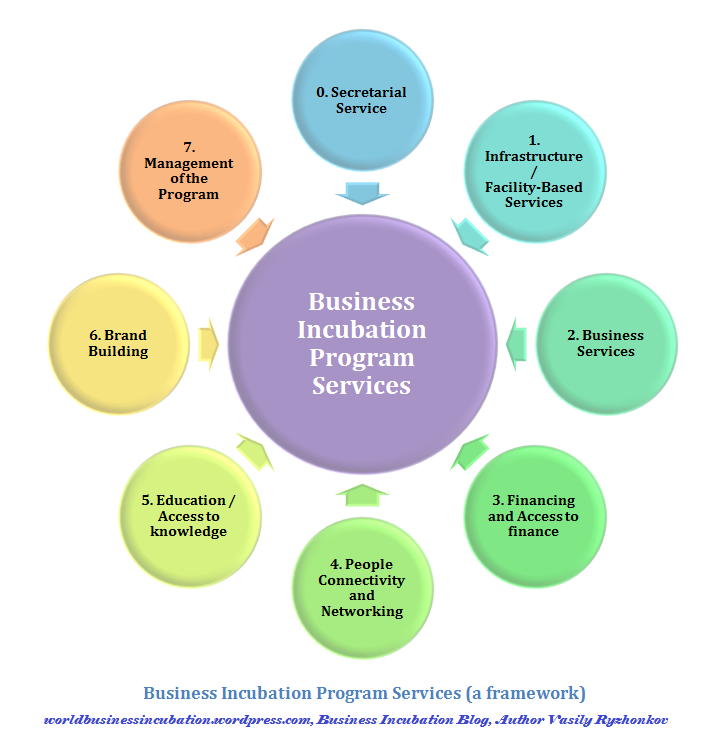 0. Secretarial
Service
1.
Infrastructure
/
Facility-Based
Services
2. Business
Services
3. Financing
and Access to
finance
4. People
Connectivity
and
Networking
5. Education /
Access to
knowledge
6. Brand
Building
7.
Management
of the
Program
Business
Incubation
Program
Services
Business Incubation Program Services (a framework)
worldbusinessincubation.wordpress.com, Business Incubation Blog, Author Vasily Ryzhonkov